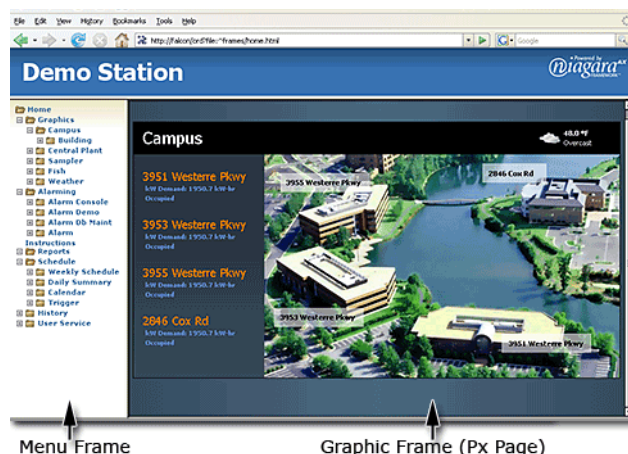 File Edit View History Bookmarks Tools Help
http://falcon/ord?file:^frames/home.html
Google
Demo Station
Powered by
Niagara AX
FRAMEWORK
Home
Graphics
Campus
Building
Central Plant
Sampler
Fish
Weather
Alarming
Alarm Console
Alarm Demo
Alarm Db Maint
Alarm
Instructions
Reports
Schedule
Weekly Schedule
Daily Summary
Calendar
Trigger
History
User Service
Campus
48.0 °F
Overcast
3951 Westerre Pkwy
kW Demand: 1950.7 kW-hr
Occupied
3953 Westerre Pkwy
kW Demand: 1950.7 kW-hr
Occupied
3955 Westerre Pkwy
kW Demand: 1950.7 kW-hr
Occupied
2846 Cox Rd
kW Demand: 1950.7 kW-hr
Occupied
3955 Westerre Pkwy
2846 Cox Rd
3953 Westerre Pkwy
3951 Westerre Pkwy
Menu Frame
Graphic Frame (Px Page)